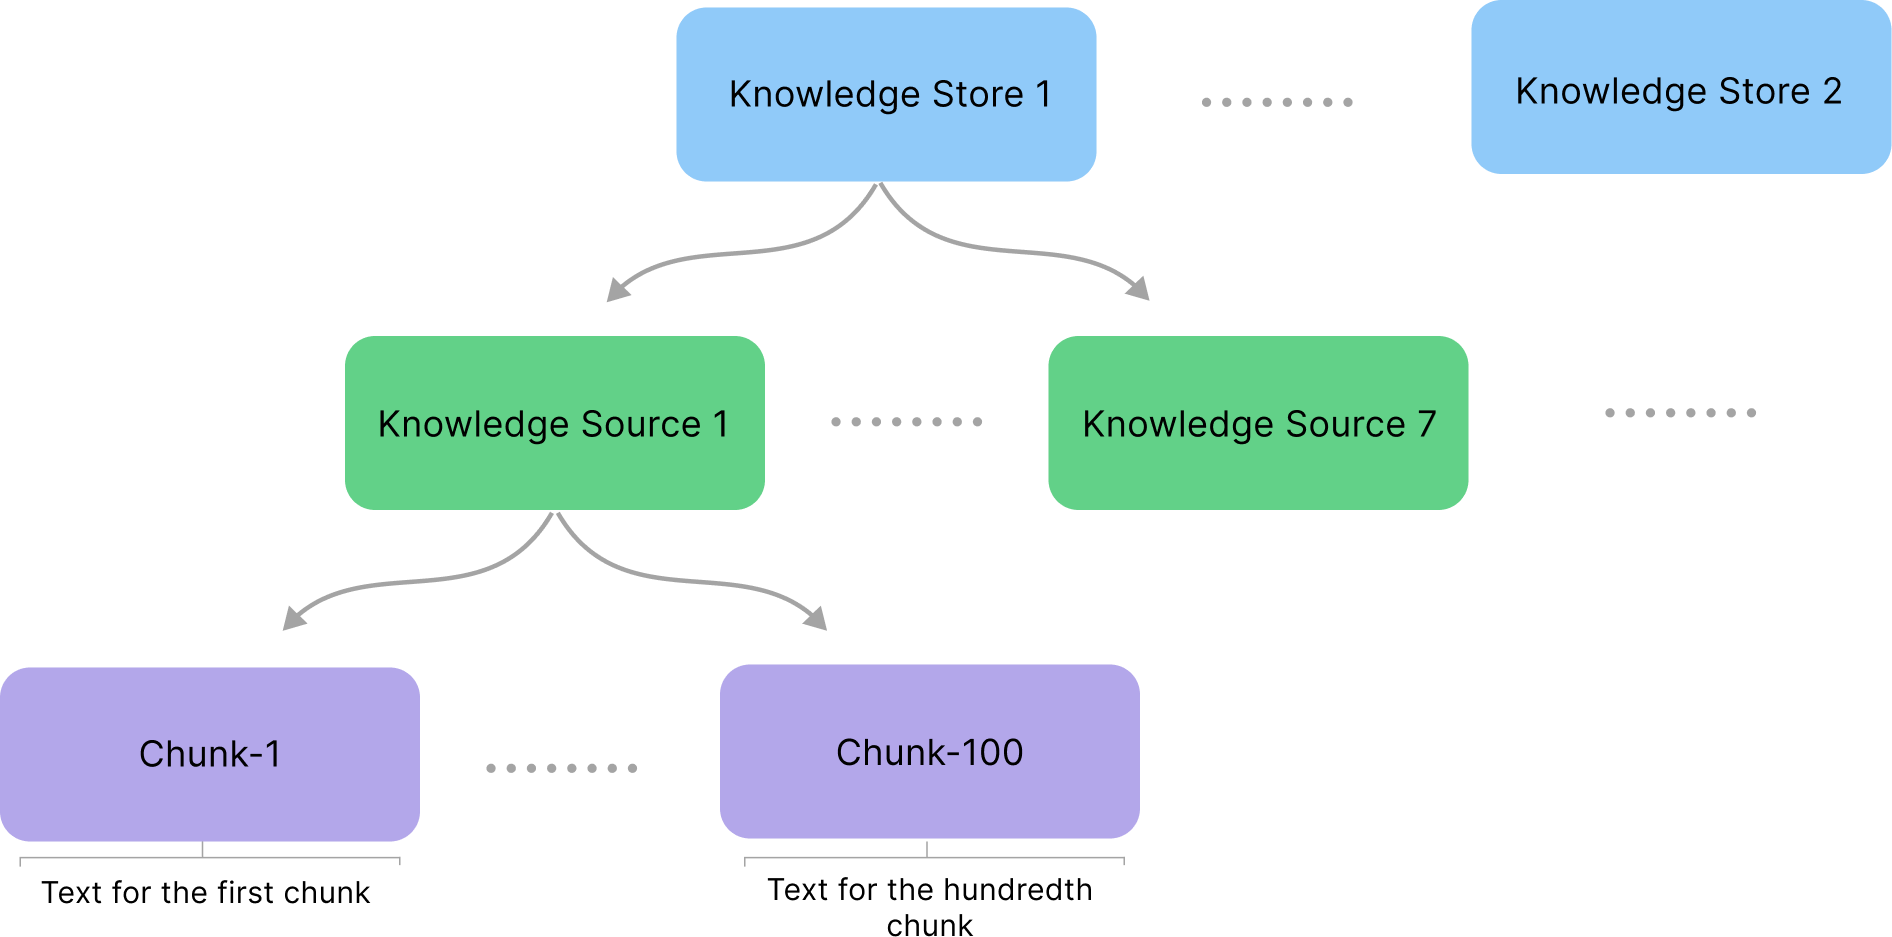 Knowledge Store 1
Knowledge Store 2
Knowledge Source 1
Knowledge Source 7
Chunk-1
Chunk-100
Text for the first chunk
Text for the hundredth
chunk